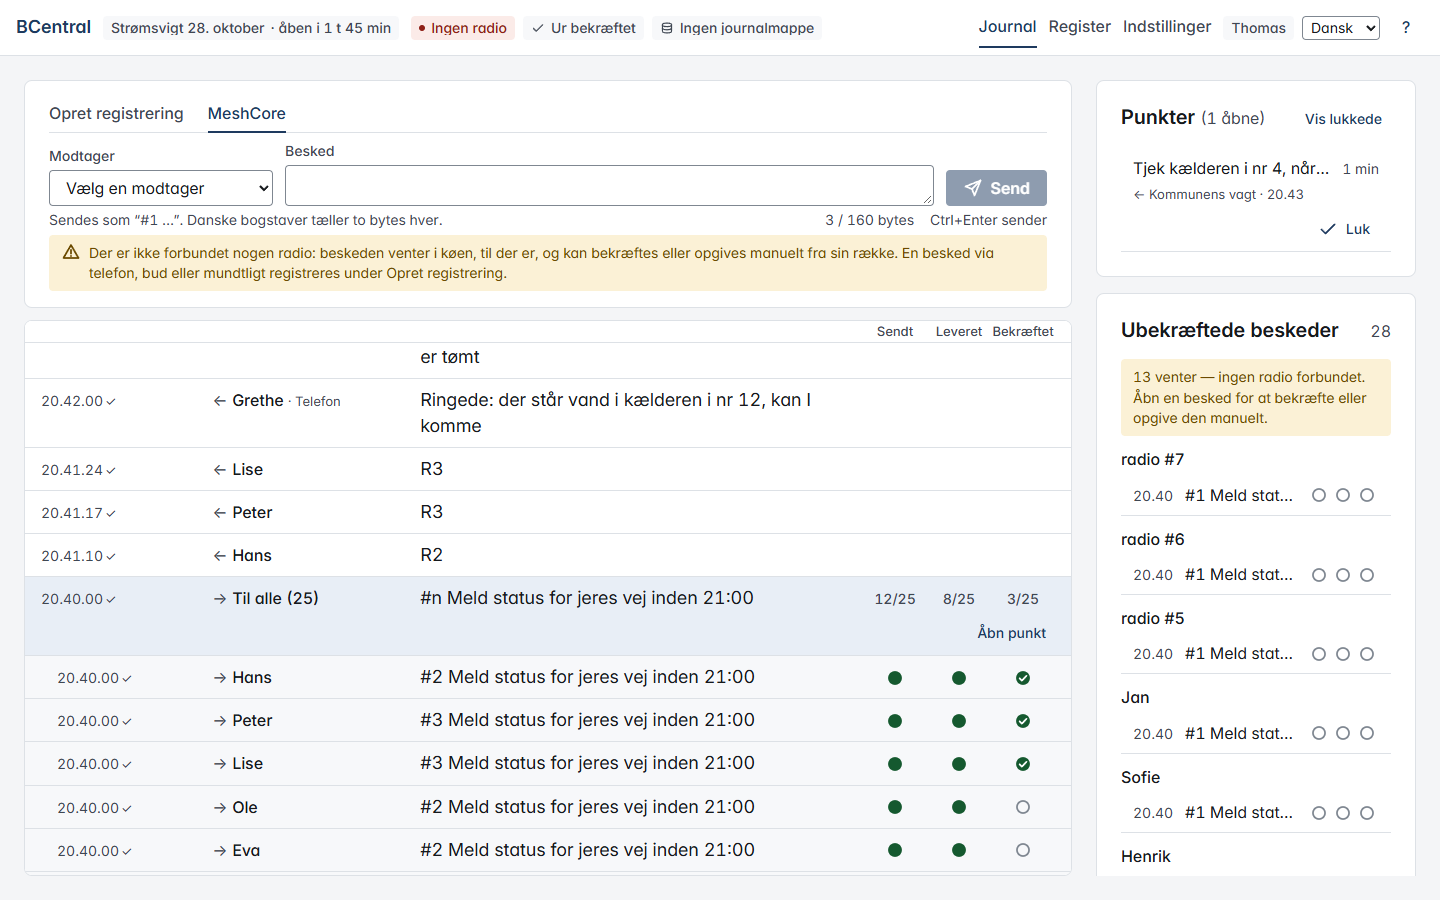 BCentral
Strømsvigt 28. oktober · åben i 1 t 45 min
Ingen radio
Ur bekræftet
Ingen journalmappe
Journal
Register
Indstillinger
Thomas
Dansk
?
Opret registrering
MeshCore
Modtager
Besked
Vælg en modtager
Send
Sendes som “#1 …”. Danske bogstaver tæller to bytes hver.
3 / 160 bytes
Ctrl+Enter sender
Der er ikke forbundet nogen radio: beskeden venter i køen, til der er, og kan bekræftes eller opgives manuelt fra sin række. En besked via
telefon, bud eller mundtligt registreres under Opret registrering.
Sendt Leveret Bekræftet
er tømt
20.42.00 ← Grethe · Telefon Ringede: der står vand i kælderen i nr 12, kan I
komme
20.41.24 ← Lise R3
20.41.17 ← Peter R3
20.41.10 ← Hans R2
20.40.00 → Til alle (25) #n Meld status for jeres vej inden 21:00 12/25 8/25 3/25
Åbn punkt
20.40.00 → Hans #2 Meld status for jeres vej inden 21:00
20.40.00 → Peter #3 Meld status for jeres vej inden 21:00
20.40.00 → Lise #3 Meld status for jeres vej inden 21:00
20.40.00 → Ole #2 Meld status for jeres vej inden 21:00
20.40.00 → Eva #2 Meld status for jeres vej inden 21:00
Punkter (1 åbne)
Vis lukkede
Tjek kælderen i nr 4, når… 1 min
← Kommunens vagt · 20.43
Luk
Ubekræftede beskeder 28
13 venter — ingen radio forbundet.
Åbn en besked for at bekræfte eller
opgive den manuelt.
radio #7
20.40 #1 Meld stat…
radio #6
20.40 #1 Meld stat…
radio #5
20.40 #1 Meld stat…
Jan
20.40 #1 Meld stat…
Sofie
20.40 #1 Meld stat…
Henrik